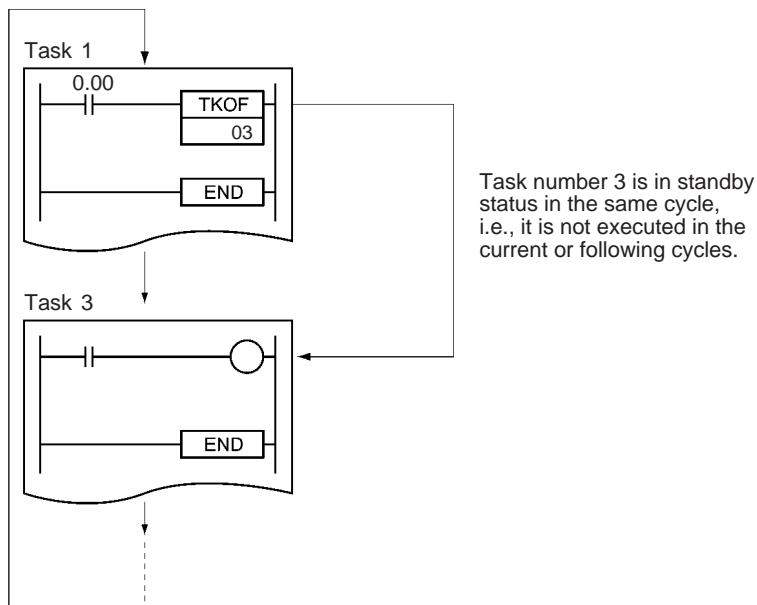 Task 1
0.00
TKOF
03
END
Task number 3 is in standby
status in the same cycle,
i.e., it is not executed in the
current or following cycles.
Task 3
END